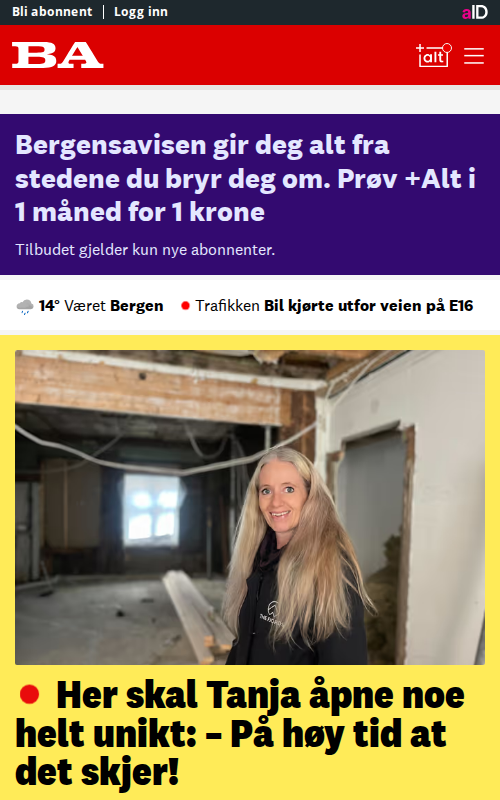 Bli abonnent Logg inn aID
BA +alt
Bergensavisen gir deg alt fra
stedene du bryr deg om. Prøv +Alt i
1 måned for 1 krone
Tilbudet gjelder kun nye abonnenter.
14° Været Bergen Trafikken Bil kjørte utfor veien på E16
Her skal Tanja åpne noe
helt unikt: – På høy tid at
det skjer!